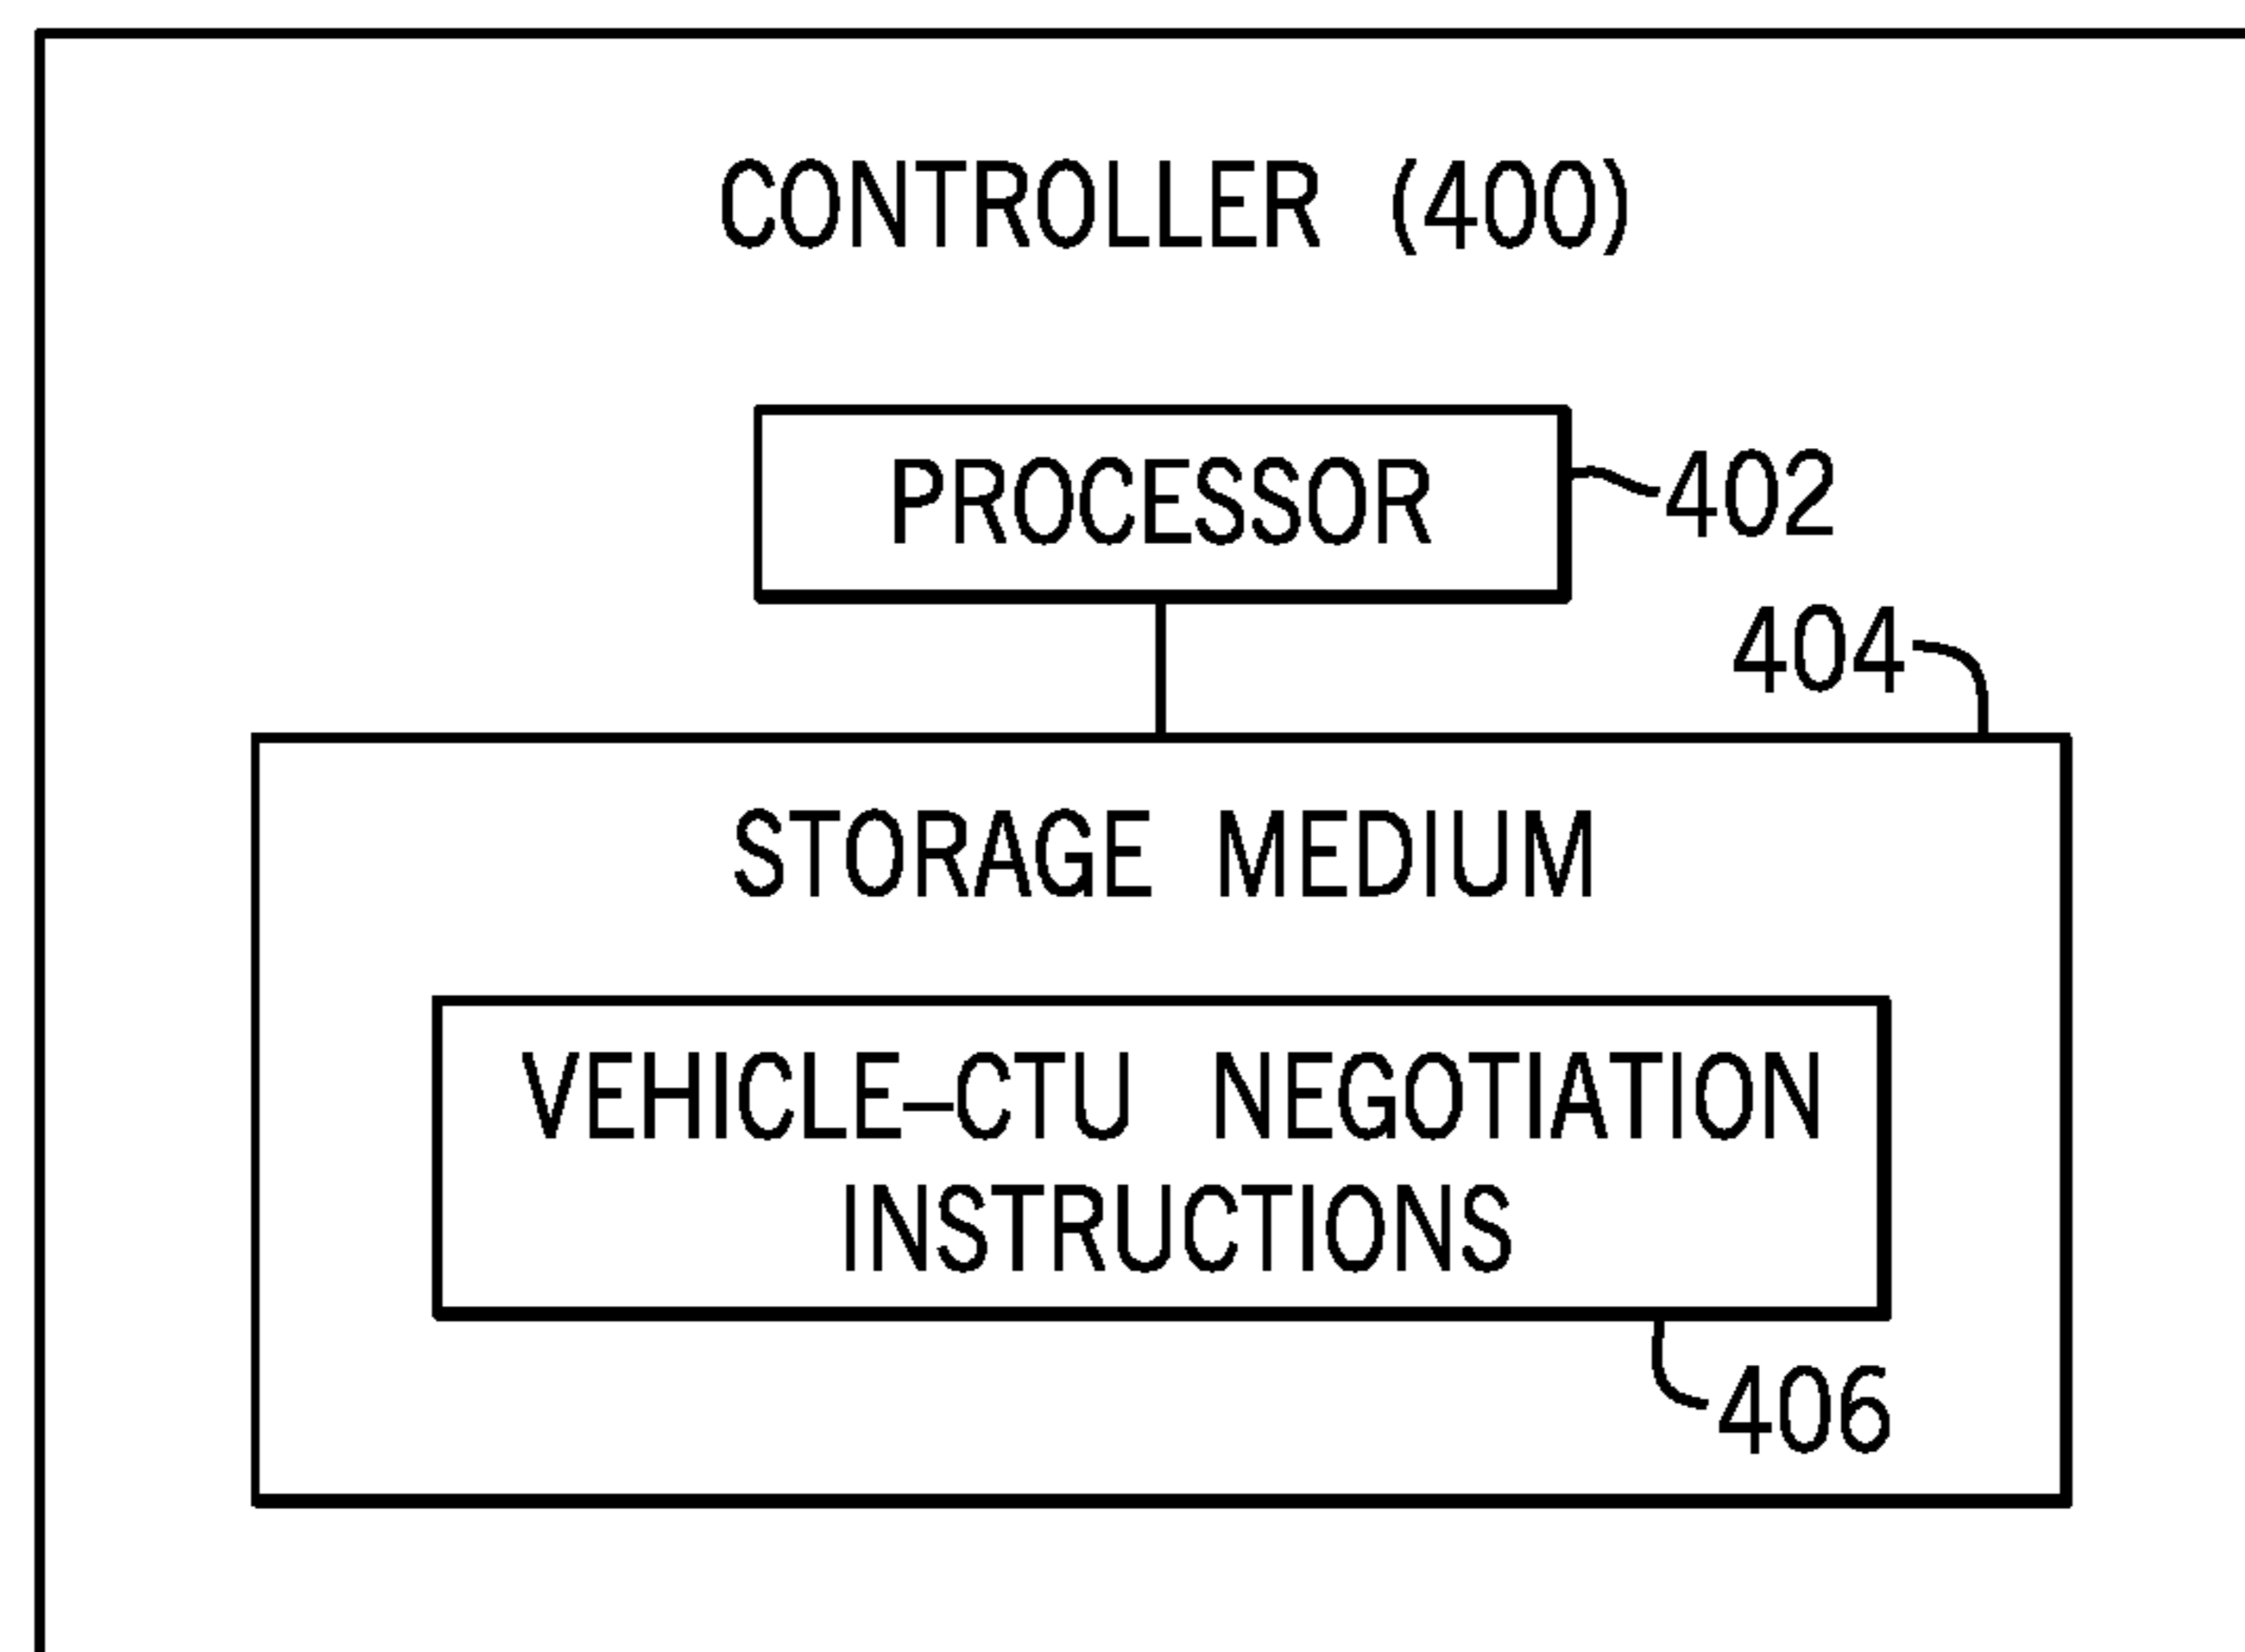 CONTROLLER (400)
PROCESSOR
402
404
STORAGE MEDIUM
VEHICLE–CTU NEGOTIATION
INSTRUCTIONS
406